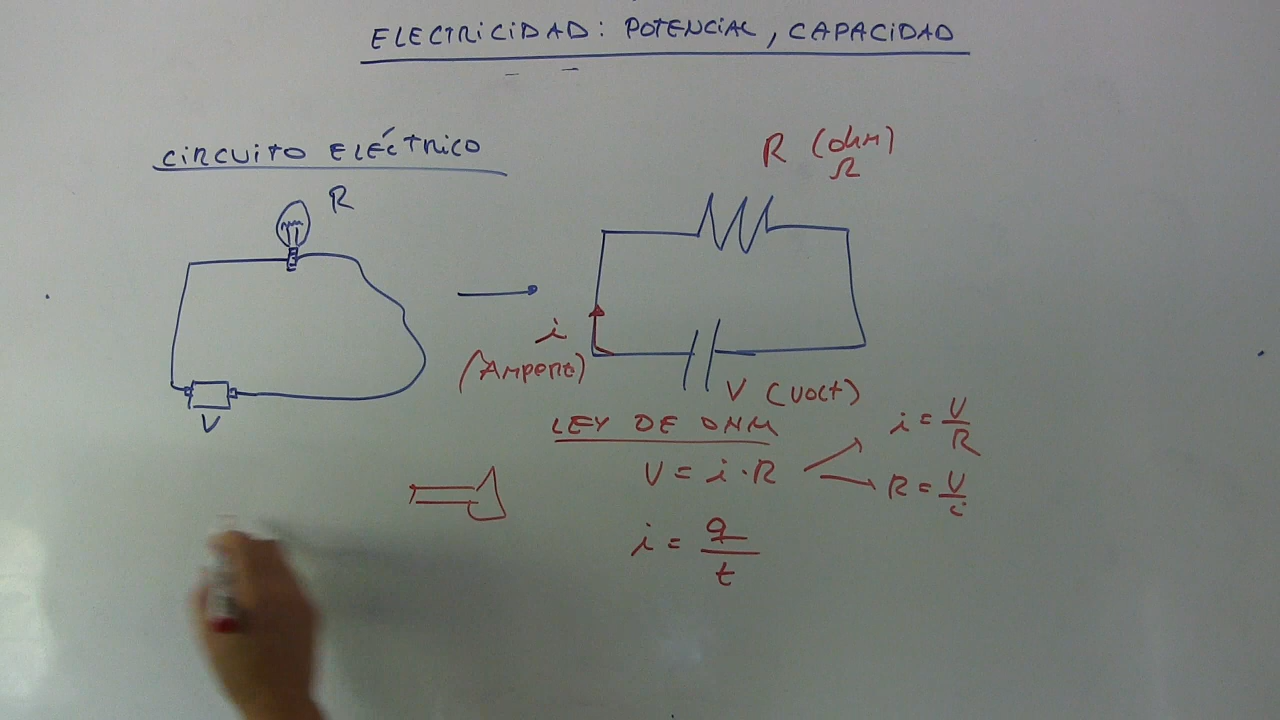 ELECTRICIDAD: POTENCIAL, CAPACIDAD
CIRCUITO ELÉCTRICO
R
V
R (ohm)
Ω
i
(Ampere)
V (Volt)
LEY DE OHM
V = i · R
i = V/R
R = V/i
i = q/t